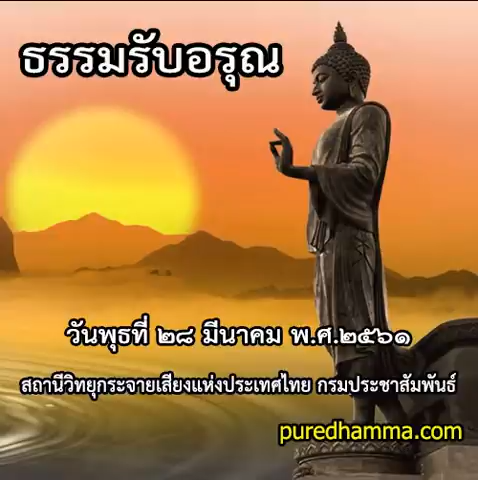 ธรรมรับอรุณ
วันพุธที่ ๒๘ มีนาคม พ.ศ.๒๕๖๑
สถานีวิทยุกระจายเสียงแห่งประเทศไทย กรมประชาสัมพันธ์
puredhamma.com